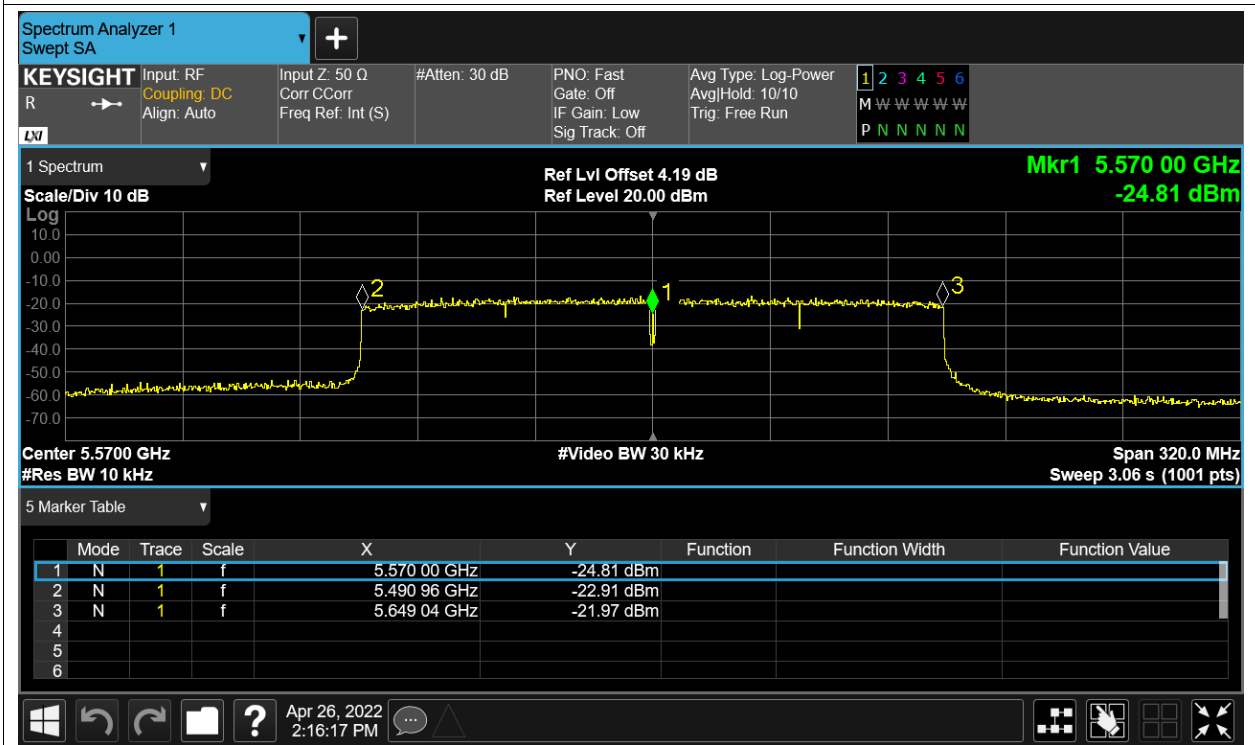 Spectrum Analyzer 1
Swept SA
KEYSIGHT Input: RF Input Z: 50 Ω #Atten: 30 dB PNO: Fast Avg Type: Log-Power 1 2 3 4 5 6
R Coupling: DC Corr CCorr Gate: Off Avg|Hold: 10/10 M W W W W W
Align: Auto Freq Ref: Int (S) IF Gain: Low Trig: Free Run
LXI Sig Track: Off P N N N N N
1 Spectrum Ref Lvl Offset 4.19 dB Mkr1 5.570 00 GHz
Scale/Div 10 dB Ref Level 20.00 dBm -24.81 dBm
Log
10.0
0.00
-10.0 2 1 3
-20.0
-30.0
-40.0
-50.0
-60.0
-70.0
Center 5.5700 GHz #Video BW 30 kHz Span 320.0 MHz
#Res BW 10 kHz Sweep 3.06 s (1001 pts)
5 Marker Table
Mode Trace Scale X Y Function Function Width Function Value
1 N 1 f 5.570 00 GHz -24.81 dBm
2 N 1 f 5.490 96 GHz -22.91 dBm
3 N 1 f 5.649 04 GHz -21.97 dBm
4
5
6
? Apr 26, 2022
2:16:17 PM